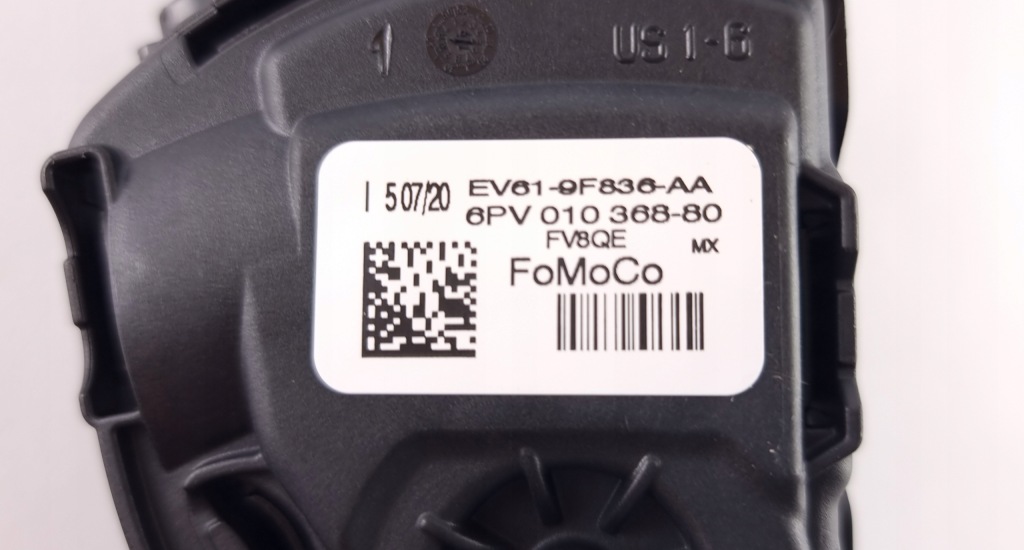 1 US 1-6
I 5 07/20 EV61-9F836-AA
6PV 010 368-80
FV8QE MX
FoMoCo